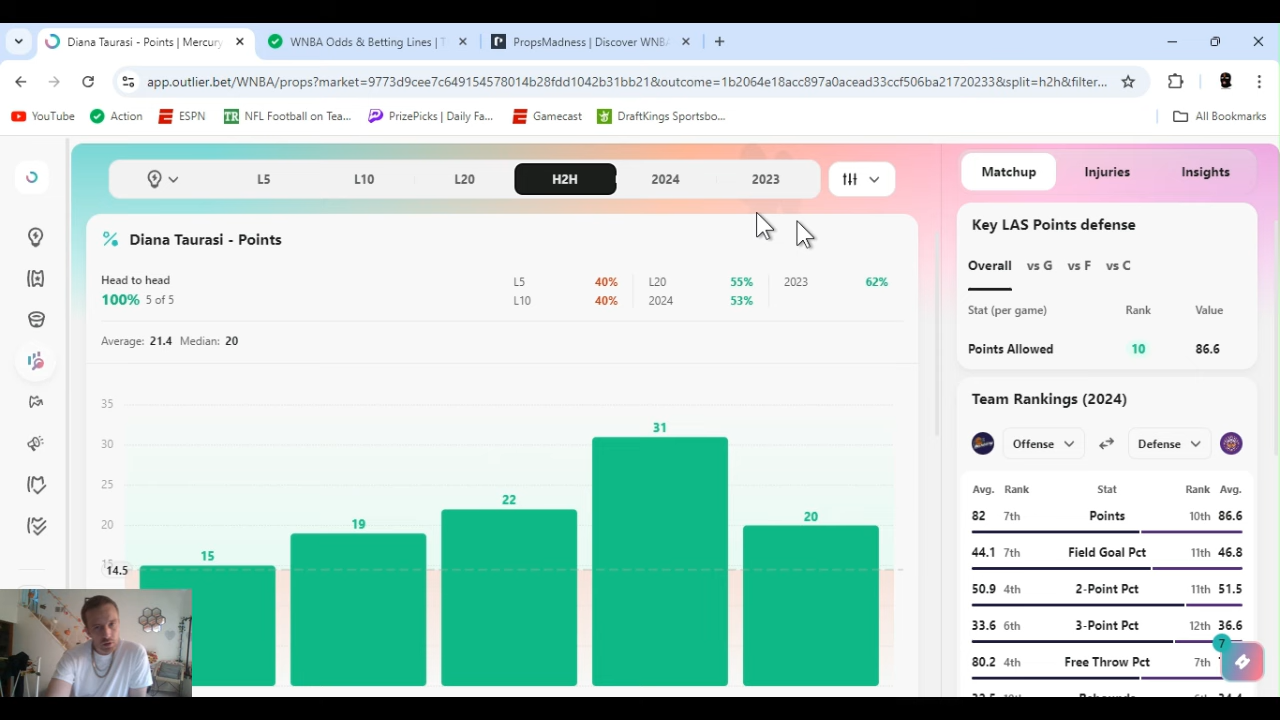 Diana Taurasi - Points | Mercury
WNBA Odds & Betting Lines | T
PropsMadness | Discover WNBA
app.outlier.bet/WNBA/props?market=9773d9cee7c649154578014b28fdd1042b31bb21&outcome=1b2064e18acc897a0acead33ccf506ba21720233&split=h2h&filter...
YouTube Action ESPN NFL Football on Tea... PrizePicks | Daily Fa... Gamecast DraftKings Sportsbo... All Bookmarks
L5 L10 L20 H2H 2024 2023
Diana Taurasi - Points
Head to head
100% 5 of 5
L5 40% L20 55% 2023 62%
L10 40% 2024 53%
Average: 21.4 Median: 20
35
30
25
20
15
14.5
15
19
22
31
20
Matchup Injuries Insights
Key LAS Points defense
Overall vs G vs F vs C
Stat (per game) Rank Value
Points Allowed 10 86.6
Team Rankings (2024)
Offense Defense
Avg. Rank Stat Rank Avg.
82 7th Points 10th 86.6
44.1 7th Field Goal Pct 11th 46.8
50.9 4th 2-Point Pct 11th 51.5
33.6 6th 3-Point Pct 12th 36.6
80.2 4th Free Throw Pct 7th
7